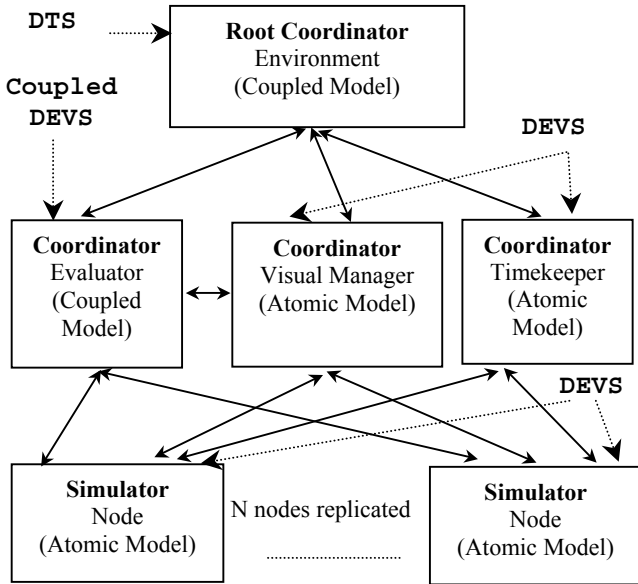 DTS
Root Coordinator
Environment
(Coupled Model)
Coupled
DEVS
DEVS
Coordinator
Evaluator
(Coupled
Model)
Coordinator
Visual Manager
(Atomic Model)
Coordinator
Timekeeper
(Atomic
Model)
DEVS
Simulator
Node
(Atomic Model)
N nodes replicated
Simulator
Node
(Atomic Model)